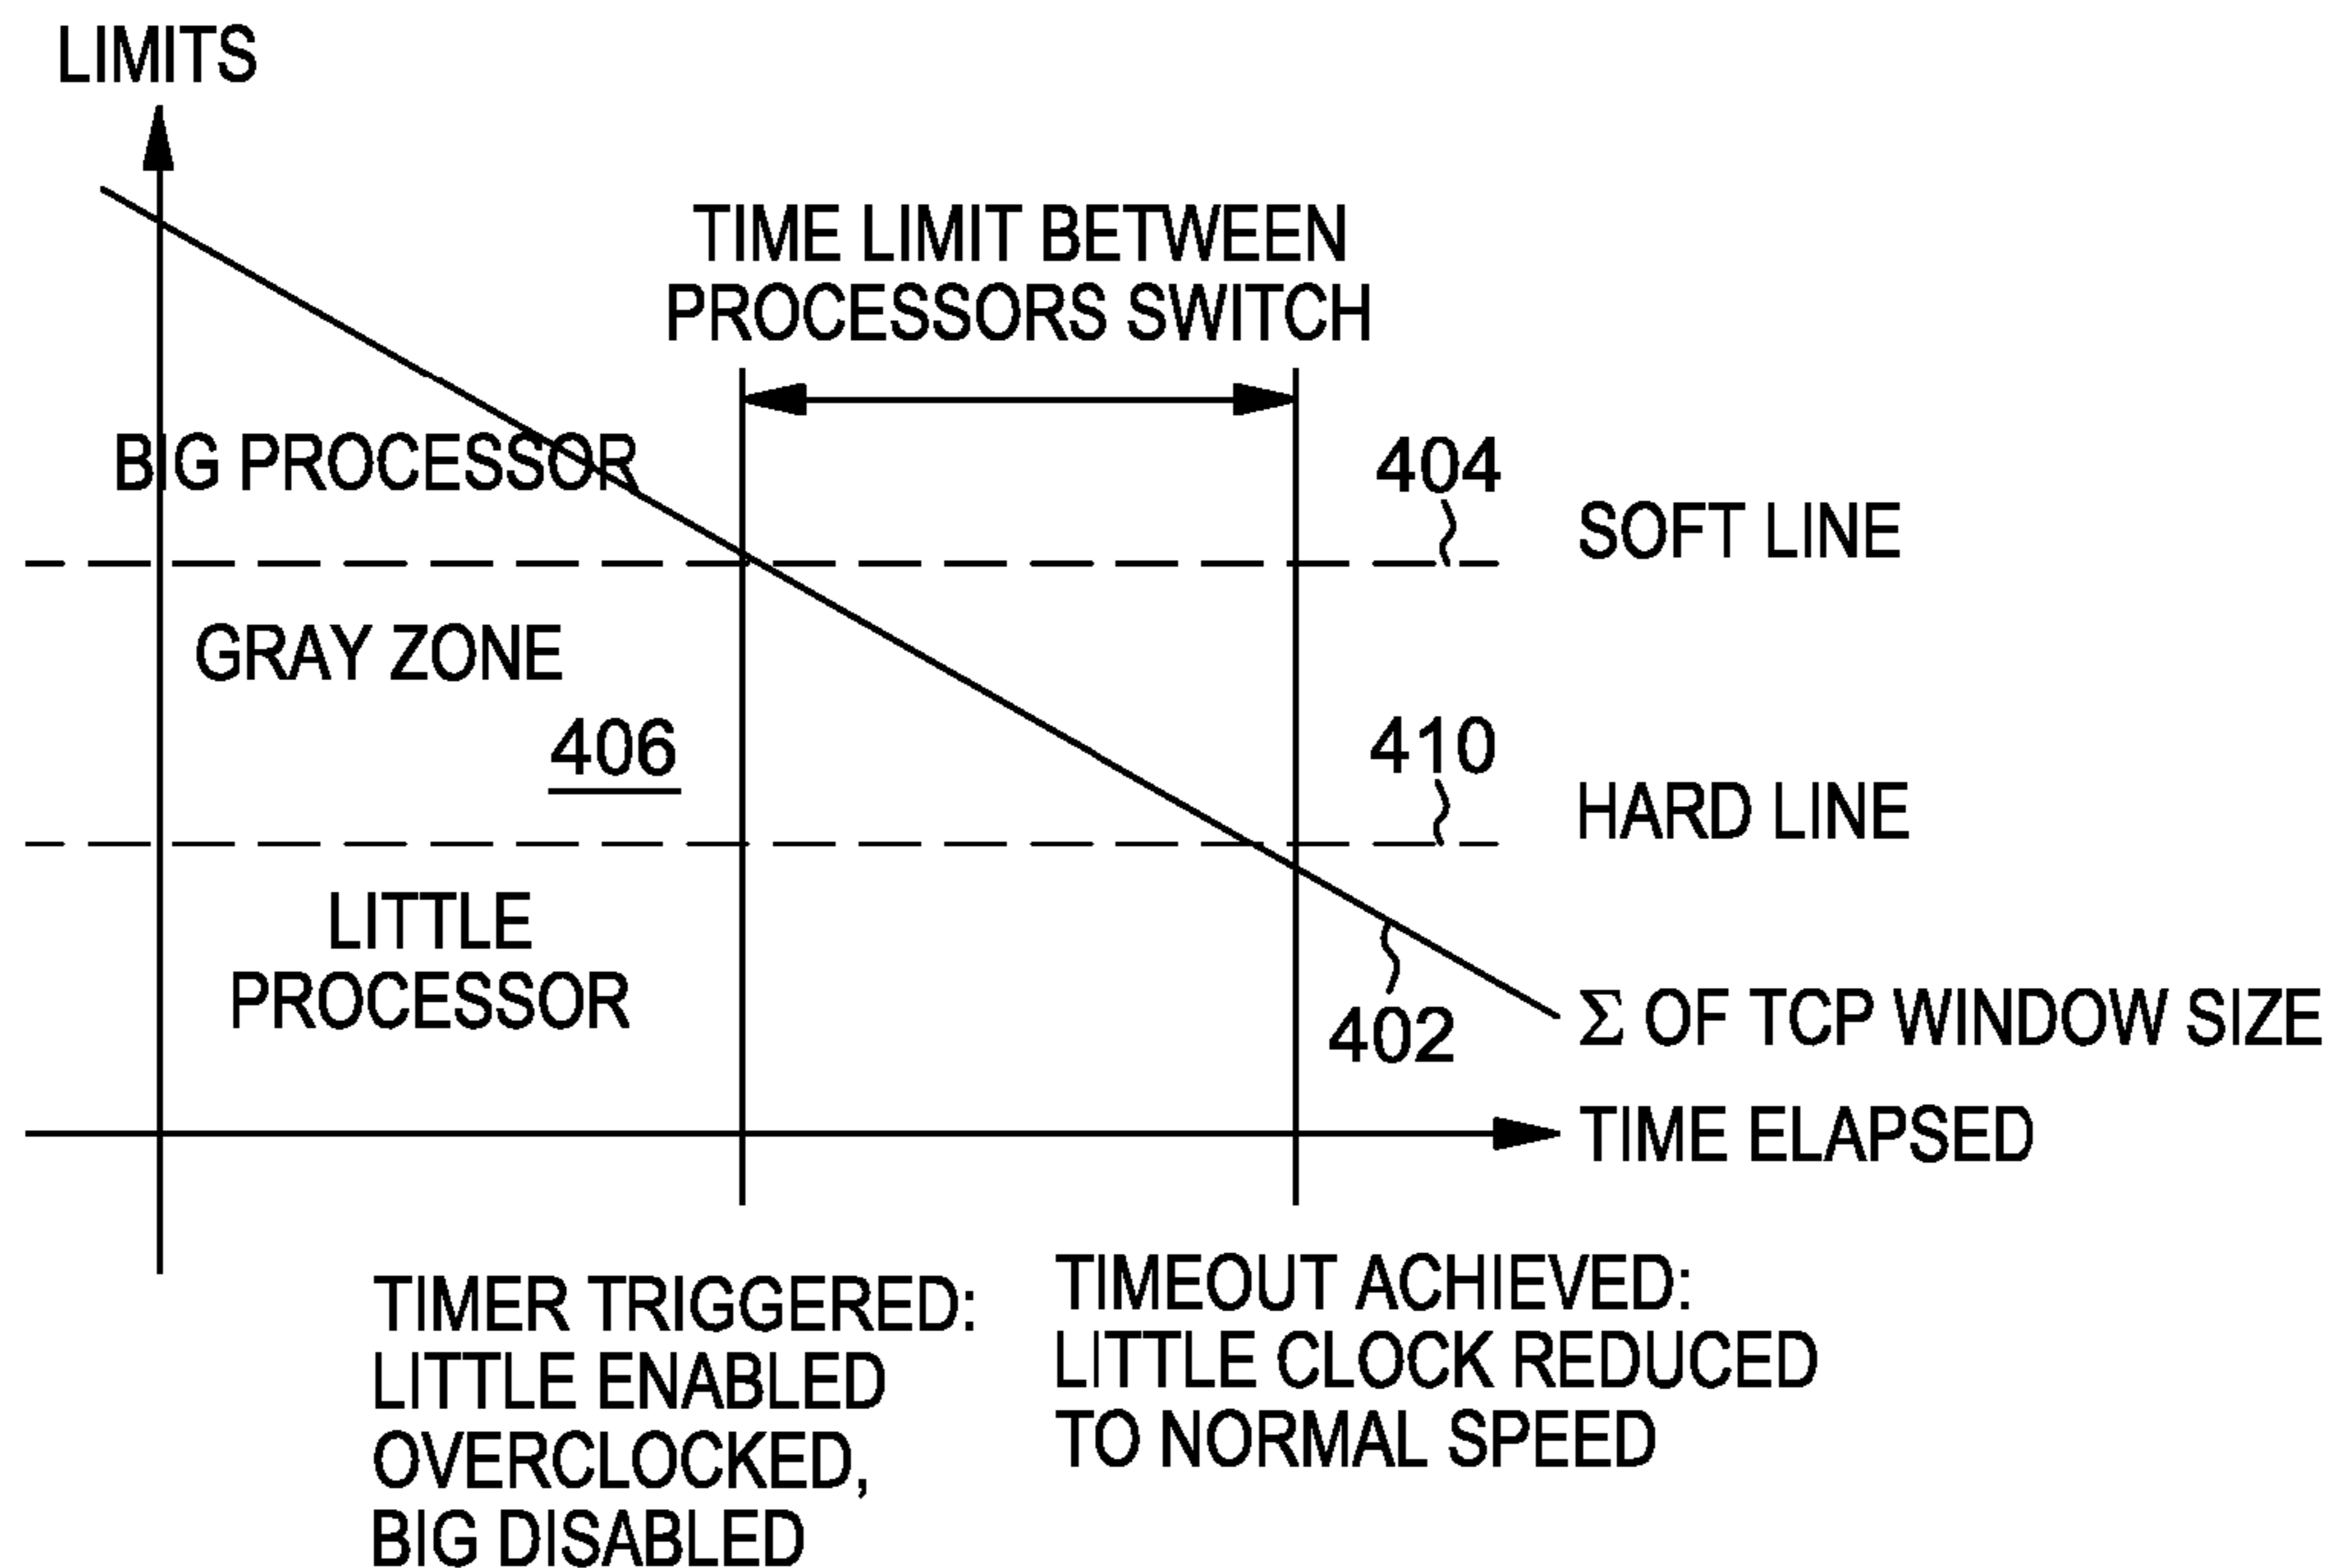 LIMITS
TIME LIMIT BETWEEN
PROCESSORS SWITCH
BIG PROCESSOR
404
SOFT LINE
GRAY ZONE
406
410
HARD LINE
LITTLE
PROCESSOR
402
Σ OF TCP WINDOW SIZE
TIME ELAPSED
TIMER TRIGGERED:
LITTLE ENABLED
OVERCLOCKED,
BIG DISABLED
TIMEOUT ACHIEVED:
LITTLE CLOCK REDUCED
TO NORMAL SPEED